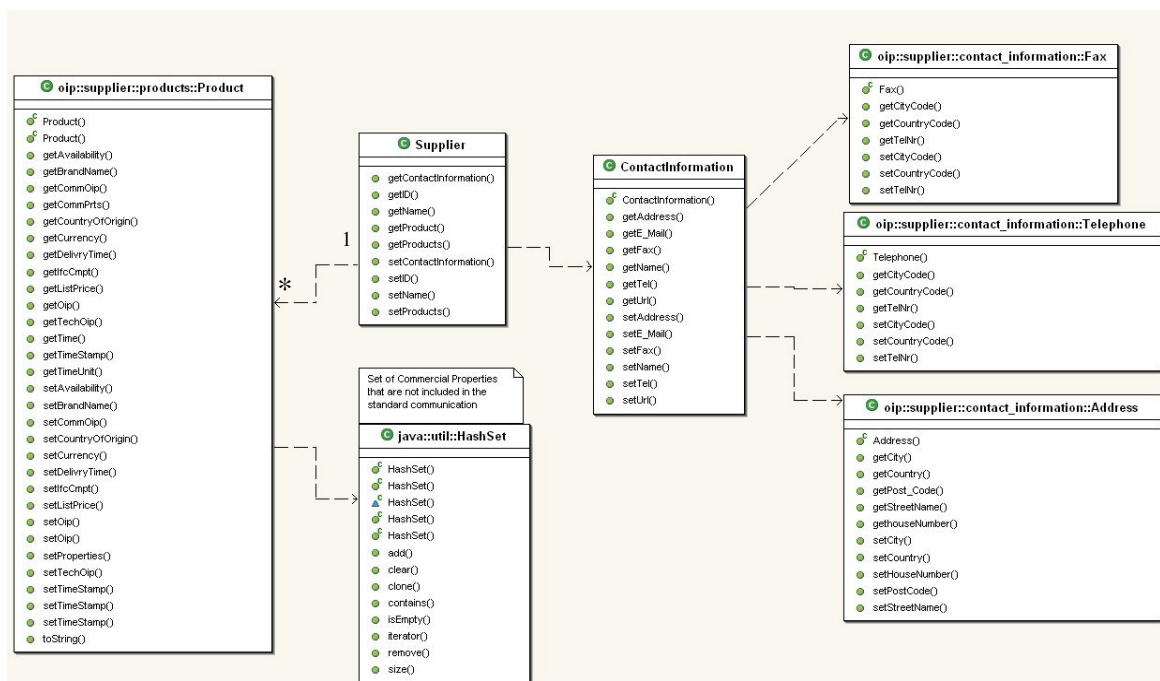 oip::supplier::products::Product
Product()
Product()
getAvailability()
getBrandName()
getCommOip()
getCommPrts()
getCountryOfOrigin()
getCurrency()
getDelivryTime()
getIfcCmpt()
getListPrice()
getOip()
getTechOip()
getTime()
getTimeStamp()
getTimeUnit()
setAvailability()
setBrandName()
setCommOip()
setCountryOfOrigin()
setCurrency()
setDelivryTime()
setIfcCmpt()
setListPrice()
setOip()
setOip()
setProperties()
setTechOip()
setTimeStamp()
setTimeStamp()
setTimeStamp()
toString()
1
*
Supplier
getContactInformation()
getID()
getName()
getProduct()
getProducts()
setContactInformation()
setID()
setName()
setProducts()
Set of Commercial Properties
that are not included in the
standard communication
java::util::HashSet
HashSet()
HashSet()
HashSet()
HashSet()
HashSet()
add()
clear()
clone()
contains()
isEmpty()
iterator()
remove()
size()
ContactInformation
ContactInformation()
getAddress()
getE_Mail()
getFax()
getName()
getTel()
getUrl()
setAddress()
setE_Mail()
setFax()
setName()
setTel()
setUrl()
oip::supplier::contact_information::Fax
Fax()
getCityCode()
getCountryCode()
getTelNr()
setCityCode()
setCountryCode()
setTelNr()
oip::supplier::contact_information::Telephone
Telephone()
getCityCode()
getCountryCode()
getTelNr()
setCityCode()
setCountryCode()
setTelNr()
oip::supplier::contact_information::Address
Address()
getCity()
getCountry()
getPost_Code()
getStreetName()
gethouseNumber()
setCity()
setCountry()
setHouseNumber()
setPostCode()
setStreetName()